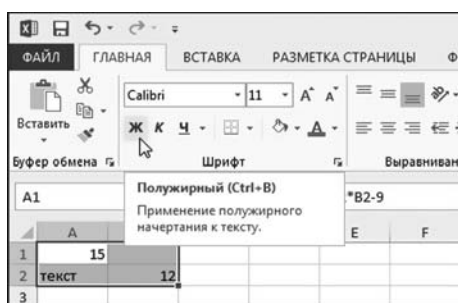 ФАЙЛ ГЛАВНАЯ ВСТАВКА РАЗМЕТКА СТРАНИЦЫ Ф
Calibri 11 A A
Вставить
Ж К Ч А
Буфер обмена Шрифт Выравниван
A1 *B2-9
Полужирный (Ctrl+B)
Применение полужирного
начертания к тексту.
A E F
1 15
2 текст 12
3